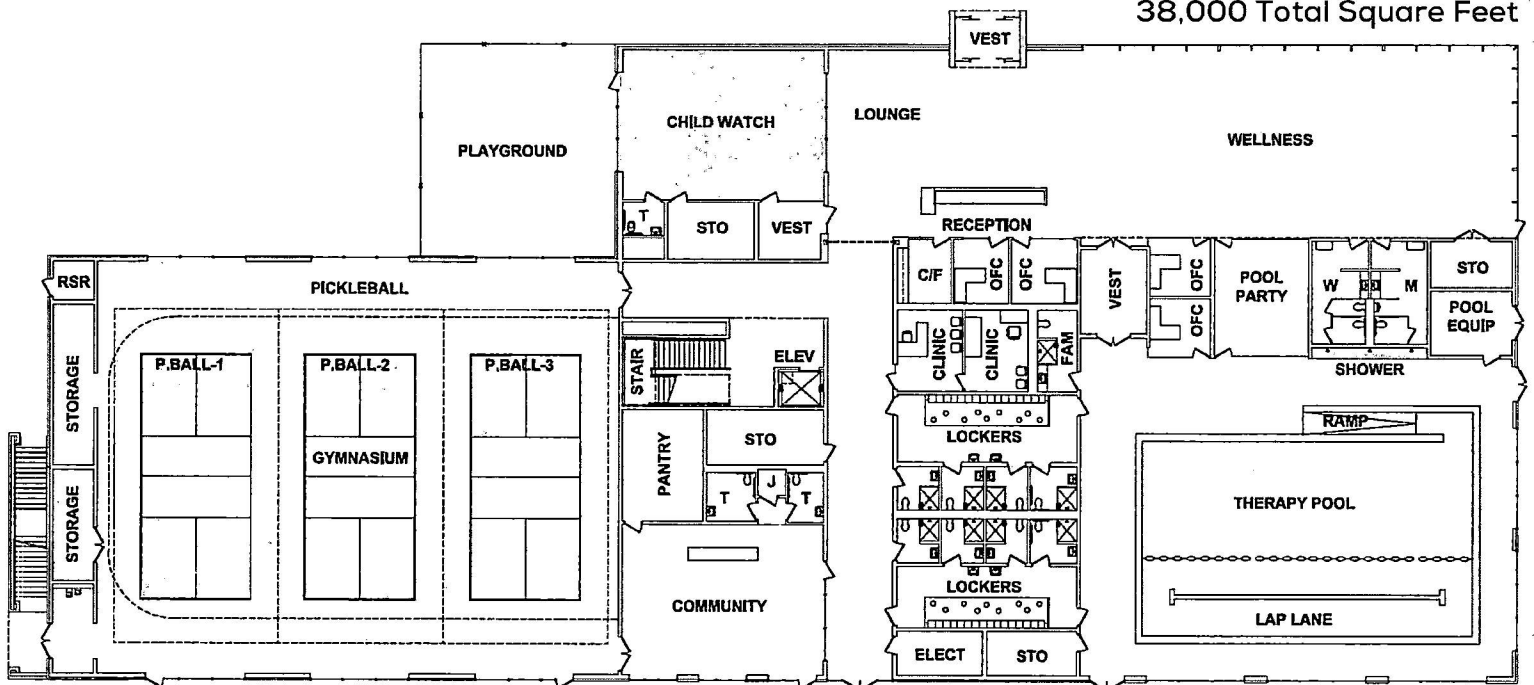 38,000 Total Square Feet
VEST
CHILD WATCH
LOUNGE
PLAYGROUND
WELLNESS
T
STO
VEST
RECEPTION
RSR
PICKLEBALL
C/F
OFC
OFC
VEST
OFC
POOL
PARTY
W
M
STO
OFC
POOL
EQUIP
STORAGE
P.BALL-1
P.BALL-2
P.BALL-3
STAIR
ELEV
CLINIC
CLINIC
FAM
SHOWER
RAMP
GYMNASIUM
PANTRY
STO
LOCKERS
STORAGE
T
J
T
THERAPY POOL
LOCKERS
COMMUNITY
LAP LANE
ELECT
STO